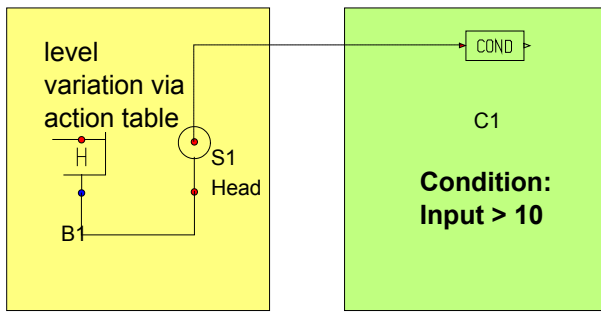 level
variation via
action table
H
S1
Head
B1
COND
C1
Condition:
Input > 10